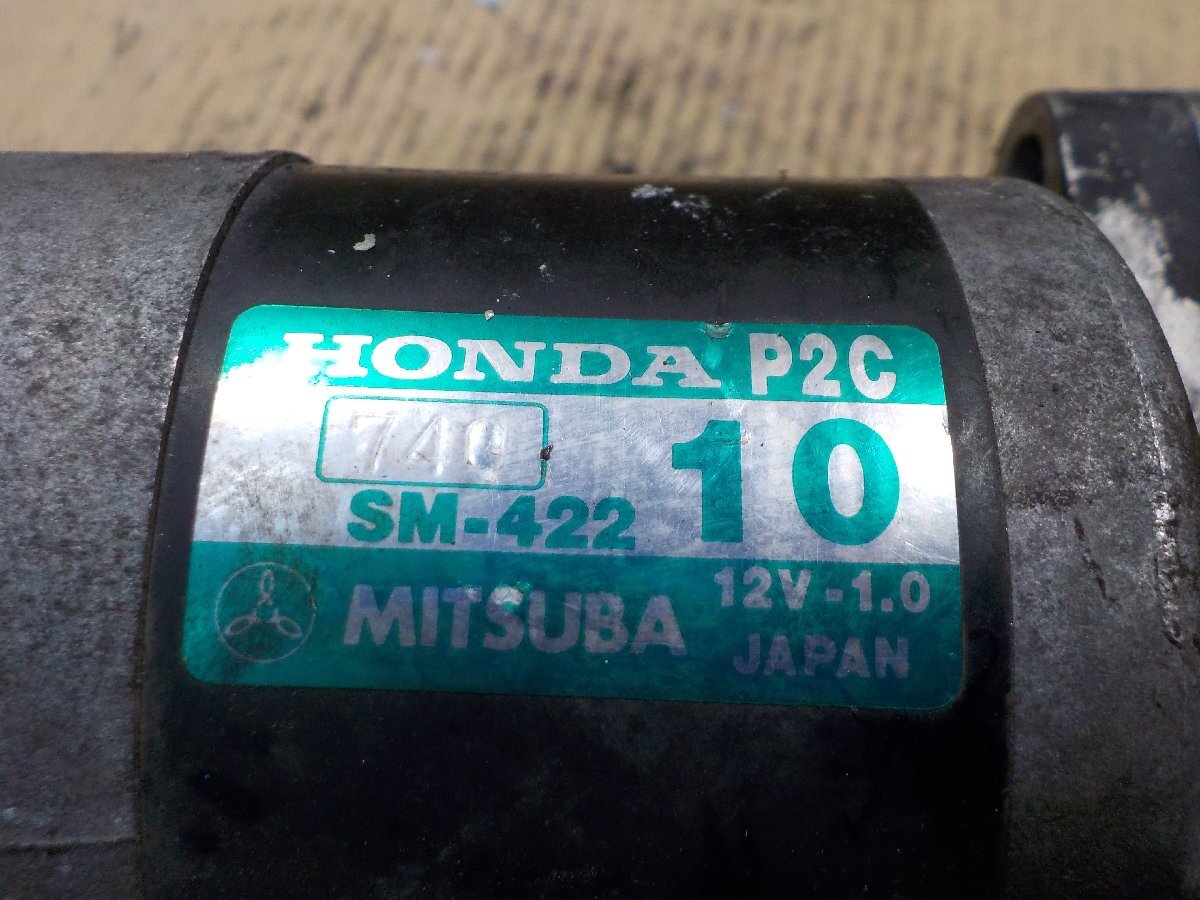 HONDA P2C
740
10
SM-422
MITSUBA
12V-1.0
JAPAN